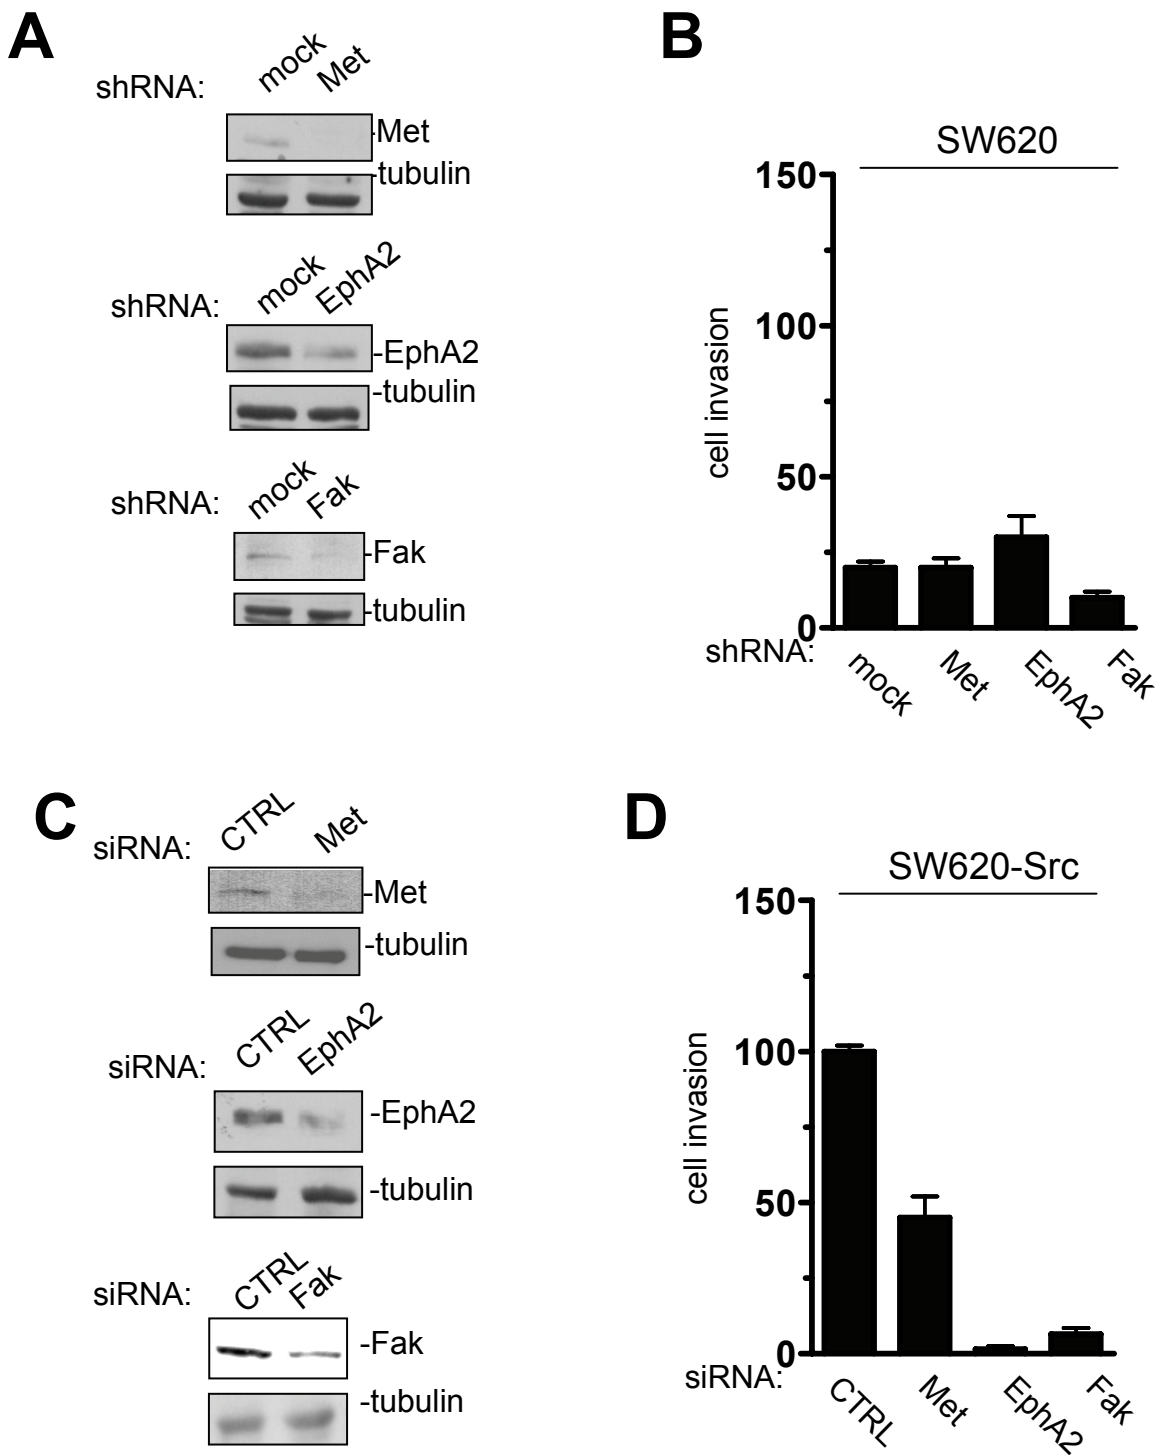 A
shRNA:
mock
Met
-Met
-tubulin
shRNA:
mock
EphA2
-EphA2
-tubulin
shRNA:
mock
Fak
-Fak
-tubulin
B
SW620
150
100
50
0
cell invasion
shRNA:
mock
Met
EphA2
Fak
C
siRNA:
CTRL
Met
-Met
-tubulin
siRNA:
CTRL
EphA2
-EphA2
-tubulin
siRNA:
CTRL
Fak
-Fak
-tubulin
D
SW620-Src
150
100
50
0
cell invasion
siRNA:
CTRL
Met
EphA2
Fak